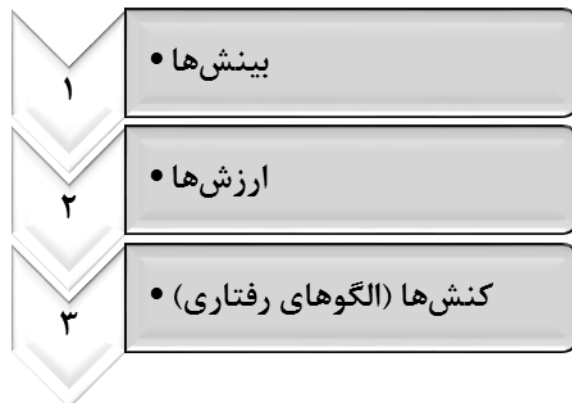 ۱
بینش‌ها •
۲
ارزش‌ها •
۳
کنش‌ها (الگوهای رفتاری) •